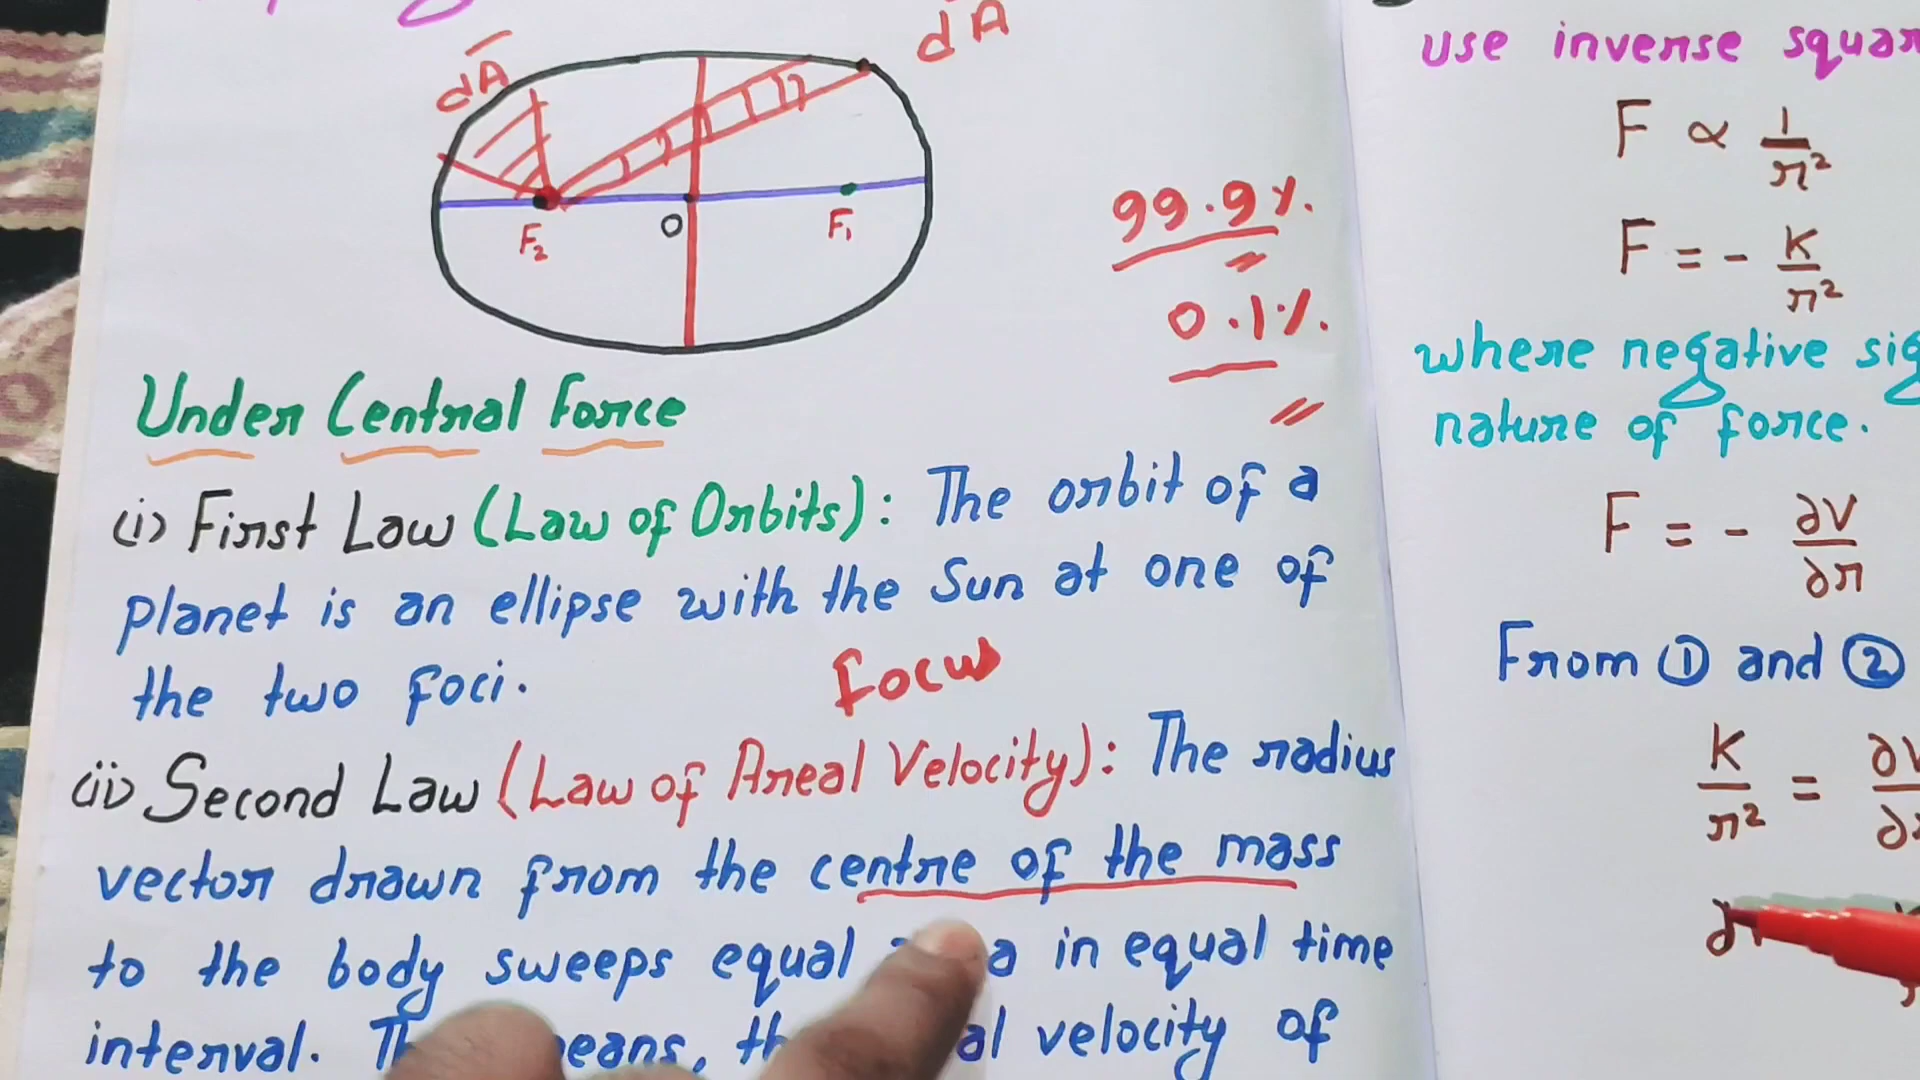 dA
dA
F₂
O
F₁
99.9%.
0.1%.
Under Central Force
(i) First Law (Law of Orbits): The orbit of a
planet is an ellipse with the Sun at one of
the two foci.
Focus
(ii) Second Law (Law of Areal Velocity): The radius
vector drawn from the centre of the mass
to the body sweeps equal a in equal time
interval. velocity of
use inverse
F ∝ 1/r²
F = - K/r²
where negative
nature of force.
F = - ∂V/∂r
From ① and ②
K/r² =